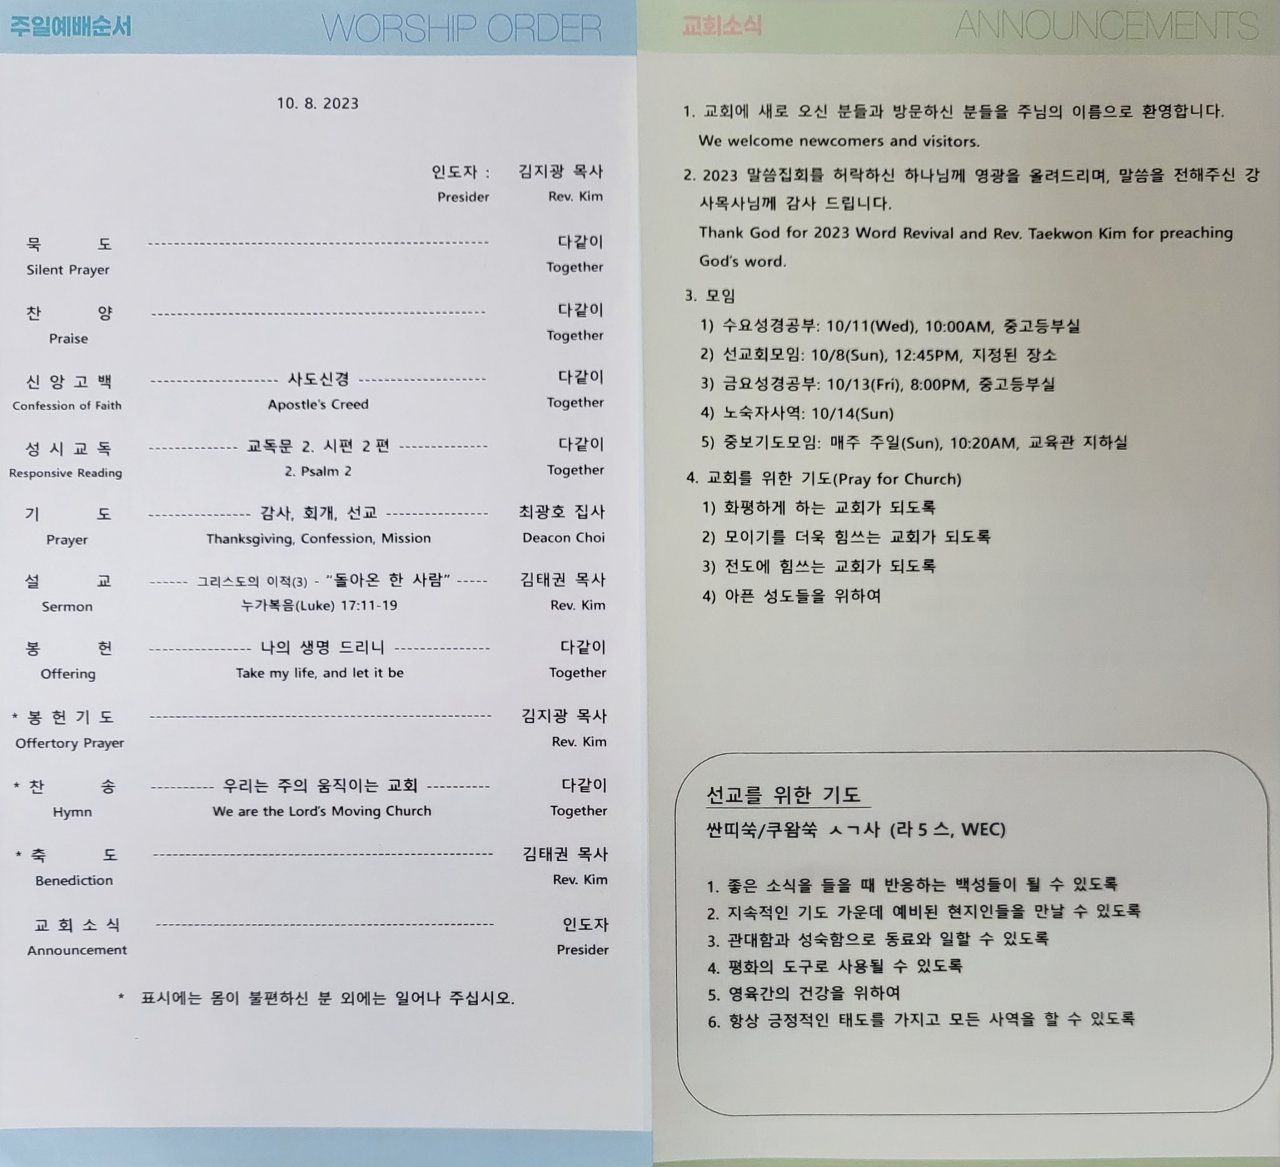 주일예배순서 WORSHIP ORDER
10. 8. 2023
인도자 : 김지광 목사
Presider Rev. Kim
묵 도 ---------- 다같이
Silent Prayer Together
찬 양 ---------- 다같이
Praise Together
신 앙 고 백 ---------- 사도신경 ---------- 다같이
Confession of Faith Apostle's Creed Together
성 시 교 독 ---------- 교독문 2. 시편 2 편 ---------- 다같이
Responsive Reading 2. Psalm 2 Together
기 도 ---------- 감사, 회개, 선교 ---------- 최광호 집사
Prayer Thanksgiving, Confession, Mission Deacon Choi
설 교 ------ 그리스도의 이적(3) - "돌아온 한 사람" ----- 김태권 목사
Sermon 누가복음(Luke) 17:11-19 Rev. Kim
봉 헌 ---------- 나의 생명 드리니 ---------- 다같이
Offering Take my life, and let it be Together
* 봉 헌 기 도 ---------- 김지광 목사
Offertory Prayer Rev. Kim
* 찬 송 ---------- 우리는 주의 움직이는 교회 ---------- 다같이
Hymn We are the Lord's Moving Church Together
* 축 도 ---------- 김태권 목사
Benediction Rev. Kim
교 회 소 식 ---------- 인도자
Announcement Presider
* 표시에는 몸이 불편하신 분 외에는 일어나 주십시오.
교회소식 ANNOUNCEMENTS
1. 교회에 새로 오신 분들과 방문하신 분들을 주님의 이름으로 환영합니다.
We welcome newcomers and visitors.
2. 2023 말씀집회를 허락하신 하나님께 영광을 올려드리며, 말씀을 전해주신 강
사목사님께 감사 드립니다.
Thank God for 2023 Word Revival and Rev. Taekwon Kim for preaching
God's word.
3. 모임
1) 수요성경공부: 10/11(Wed), 10:00AM, 중고등부실
2) 선교회모임: 10/8(Sun), 12:45PM, 지정된 장소
3) 금요성경공부: 10/13(Fri), 8:00PM, 중고등부실
4) 노숙자사역: 10/14(Sun)
5) 중보기도모임: 매주 주일(Sun), 10:20AM, 교육관 지하실
4. 교회를 위한 기도(Pray for Church)
1) 화평하게 하는 교회가 되도록
2) 모이기를 더욱 힘쓰는 교회가 되도록
3) 전도에 힘쓰는 교회가 되도록
4) 아픈 성도들을 위하여
선교를 위한 기도
싼띠쑥/쿠왐쑥 ㅅㄱ사 (라 5 스, WEC)
1. 좋은 소식을 들을 때 반응하는 백성들이 될 수 있도록
2. 지속적인 기도 가운데 예비된 현지인들을 만날 수 있도록
3. 관대함과 성숙함으로 동료와 일할 수 있도록
4. 평화의 도구로 사용될 수 있도록
5. 영육간의 건강을 위하여
6. 항상 긍정적인 태도를 가지고 모든 사역을 할 수 있도록